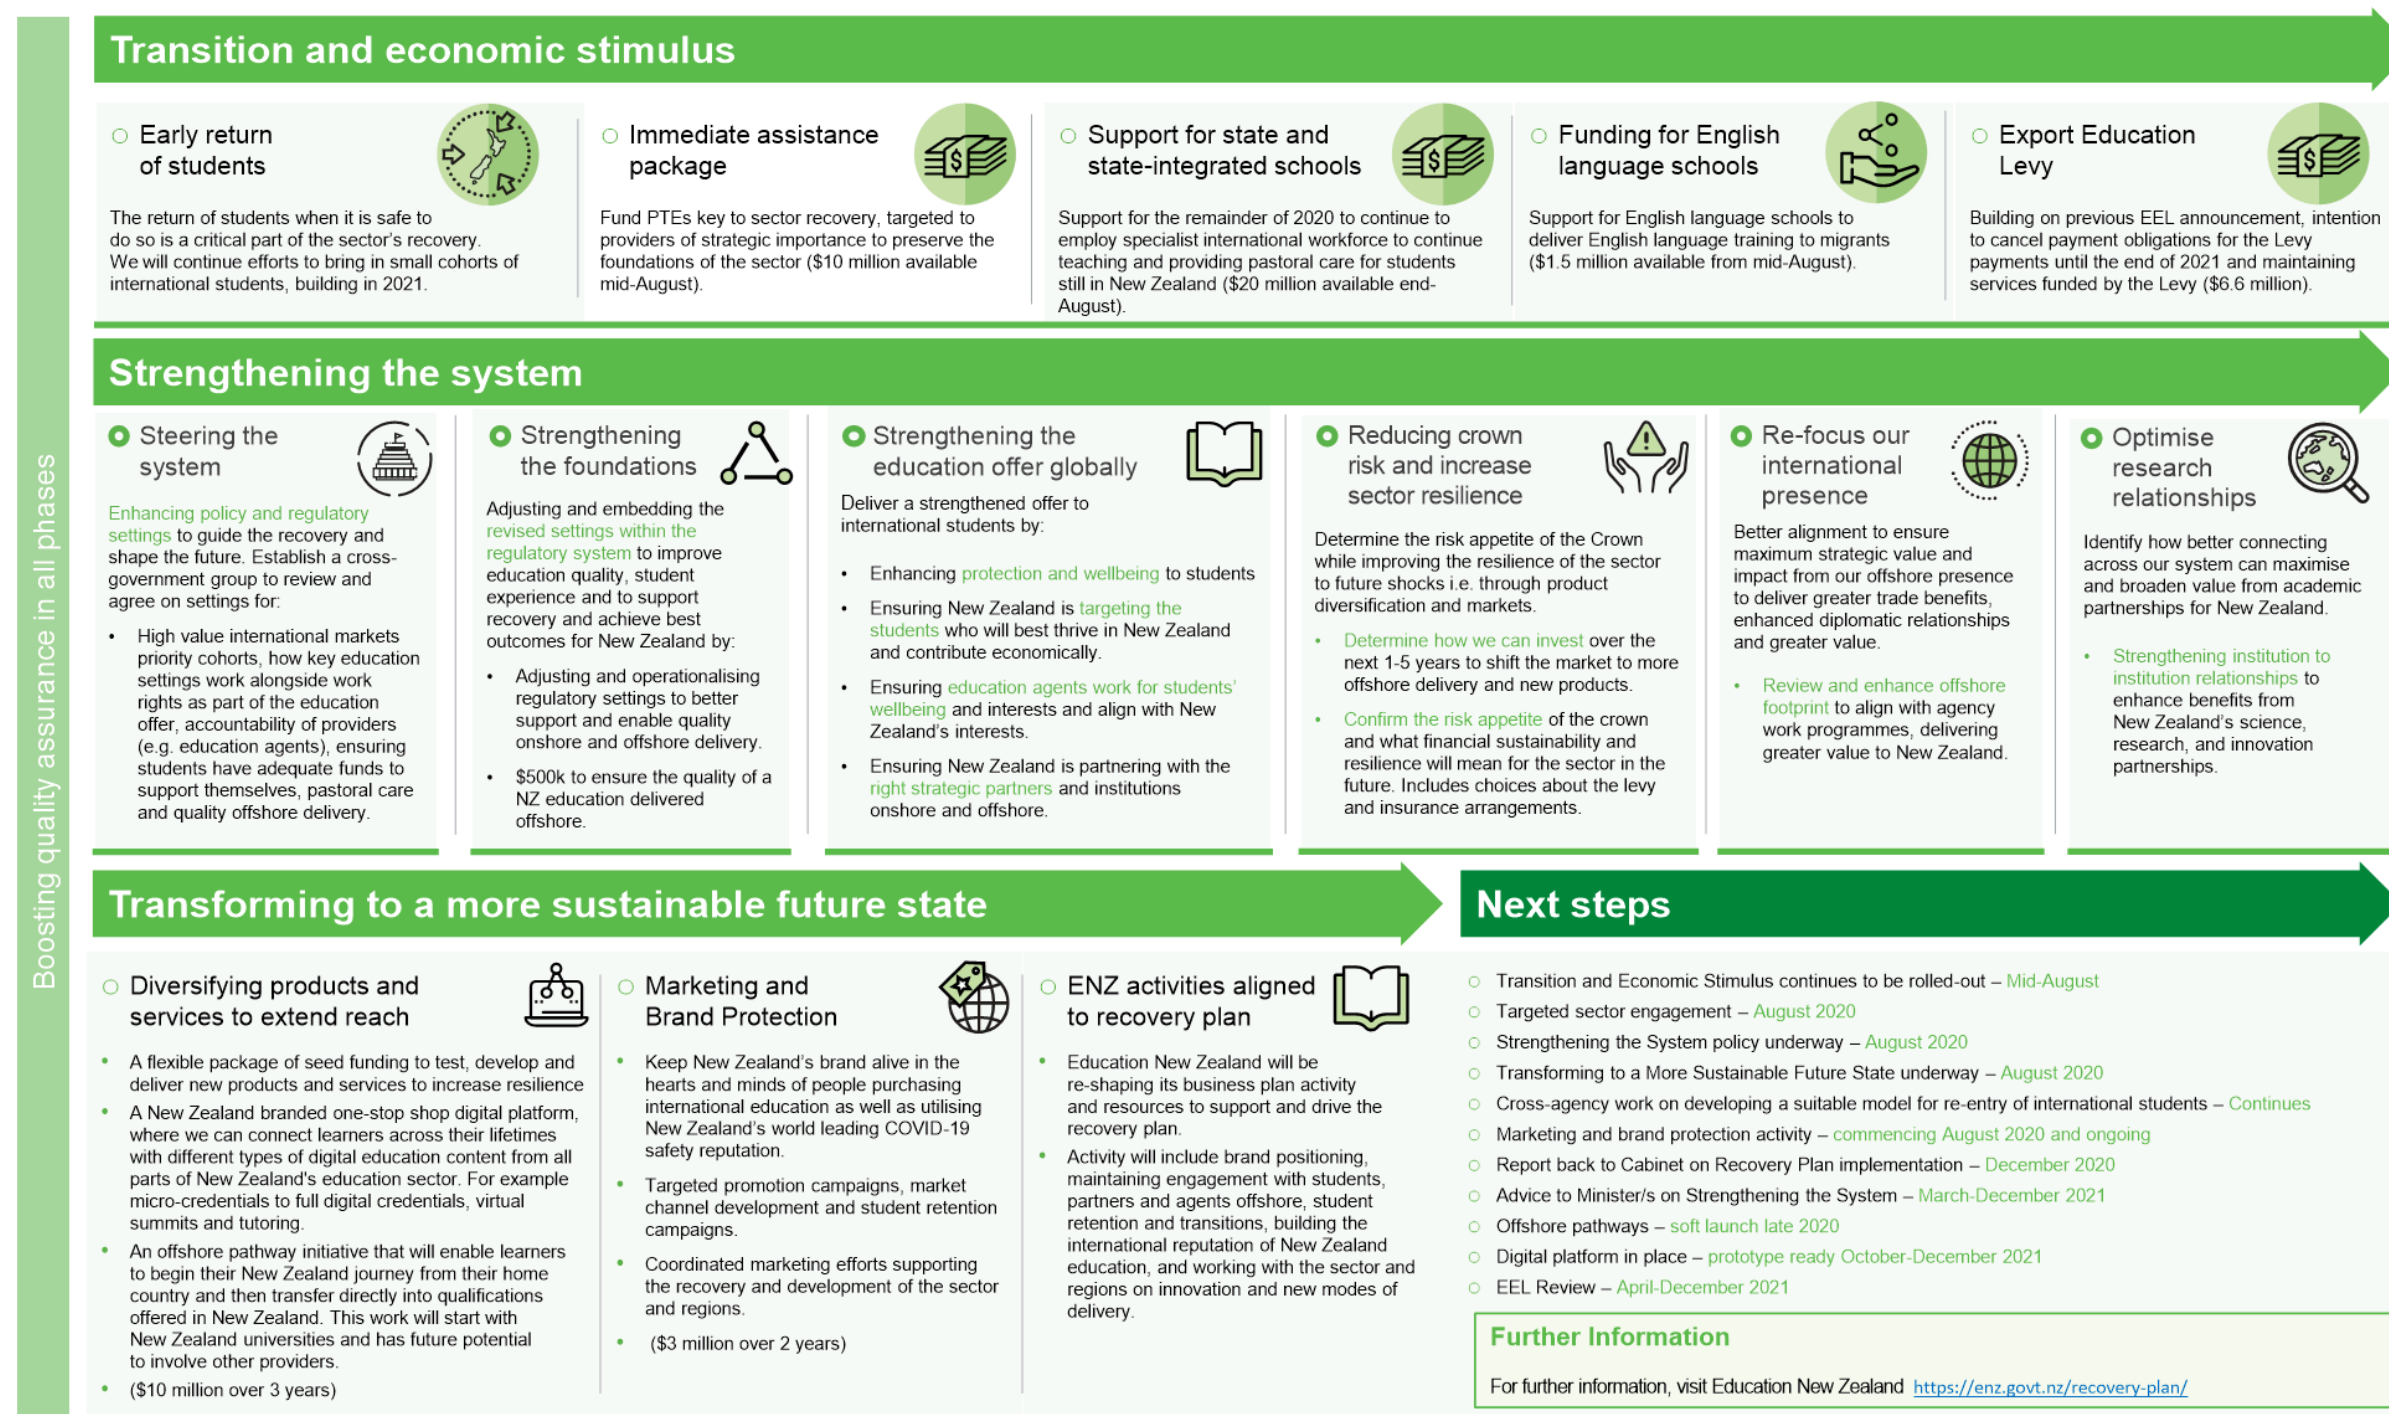 Boosting quality assurance in all phases
Transition and economic stimulus
Early return
of students
The return of students when it is safe to
do so is a critical part of the sector's recovery.
We will continue efforts to bring in small cohorts of
international students, building in 2021.
Immediate assistance
package
Fund PTEs key to sector recovery, targeted to
providers of strategic importance to preserve the
foundations of the sector ($10 million available
mid-August).
Support for state and
state-integrated schools
Support for the remainder of 2020 to continue to
employ specialist international workforce to continue
teaching and providing pastoral care for students
still in New Zealand ($20 million available end-
August).
Funding for English
language schools
Support for English language schools to
deliver English language training to migrants
($1.5 million available from mid-August).
Export Education
Levy
Building on previous EEL announcement, intention
to cancel payment obligations for the Levy
payments until the end of 2021 and maintaining
services funded by the Levy ($6.6 million).
Strengthening the system
Steering the
system
Enhancing policy and regulatory
settings to guide the recovery and
shape the future. Establish a cross-
government group to review and
agree on settings for:
• High value international markets
priority cohorts, how key education
settings work alongside work
rights as part of the education
offer, accountability of providers
(e.g. education agents), ensuring
students have adequate funds to
support themselves, pastoral care
and quality offshore delivery.
Strengthening
the foundations
Adjusting and embedding the
revised settings within the
regulatory system to improve
education quality, student
experience and to support
recovery and achieve best
outcomes for New Zealand by:
• Adjusting and operationalising
regulatory settings to better
support and enable quality
onshore and offshore delivery.
• $500k to ensure the quality of a
NZ education delivered
offshore.
Strengthening the
education offer globally
Deliver a strengthened offer to
international students by:
• Enhancing protection and wellbeing to students
• Ensuring New Zealand is targeting the
students who will best thrive in New Zealand
and contribute economically.
• Ensuring education agents work for students'
wellbeing and interests and align with New
Zealand's interests.
• Ensuring New Zealand is partnering with the
right strategic partners and institutions
onshore and offshore.
Reducing crown
risk and increase
sector resilience
Determine the risk appetite of the Crown
while improving the resilience of the sector
to future shocks i.e. through product
diversification and markets.
• Determine how we can invest over the
next 1-5 years to shift the market to more
offshore delivery and new products.
• Confirm the risk appetite of the crown
and what financial sustainability and
resilience will mean for the sector in the
future. Includes choices about the levy
and insurance arrangements.
Re-focus our
international
presence
Better alignment to ensure
maximum strategic value and
impact from our offshore presence
to deliver greater trade benefits,
enhanced diplomatic relationships
and greater value.
• Review and enhance offshore
footprint to align with agency
work programmes, delivering
greater value to New Zealand.
Optimise
research
relationships
Identify how better connecting
across our system can maximise
and broaden value from academic
partnerships for New Zealand.
• Strengthening institution to
institution relationships to
enhance benefits from
New Zealand's science,
research, and innovation
partnerships.
Transforming to a more sustainable future state
Diversifying products and
services to extend reach
• A flexible package of seed funding to test, develop and
deliver new products and services to increase resilience
• A New Zealand branded one-stop shop digital platform,
where we can connect learners across their lifetimes
with different types of digital education content from all
parts of New Zealand's education sector. For example
micro-credentials to full digital credentials, virtual
summits and tutoring.
• An offshore pathway initiative that will enable learners
to begin their New Zealand journey from their home
country and then transfer directly into qualifications
offered in New Zealand. This work will start with
New Zealand universities and has future potential
to involve other providers.
• ($10 million over 3 years)
Marketing and
Brand Protection
• Keep New Zealand's brand alive in the
hearts and minds of people purchasing
international education as well as utilising
New Zealand's world leading COVID-19
safety reputation.
• Targeted promotion campaigns, market
channel development and student retention
campaigns.
• Coordinated marketing efforts supporting
the recovery and development of the sector
and regions.
• ($3 million over 2 years)
ENZ activities aligned
to recovery plan
• Education New Zealand will be
re-shaping its business plan activity
and resources to support and drive the
recovery plan.
• Activity will include brand positioning,
maintaining engagement with students,
partners and agents offshore, student
retention and transitions, building the
international reputation of New Zealand
education, and working with the sector and
regions on innovation and new modes of
delivery.
Next steps
Transition and Economic Stimulus continues to be rolled-out – Mid-August
Targeted sector engagement – August 2020
Strengthening the System policy underway – August 2020
Transforming to a More Sustainable Future State underway – August 2020
Cross-agency work on developing a suitable model for re-entry of international students – Continues
Marketing and brand protection activity – commencing August 2020 and ongoing
Report back to Cabinet on Recovery Plan implementation – December 2020
Advice to Minister/s on Strengthening the System – March-December 2021
Offshore pathways – soft launch late 2020
Digital platform in place – prototype ready October-December 2021
EEL Review – April-December 2021
Further Information
For further information, visit Education New Zealand https://enz.govt.nz/recovery-plan/